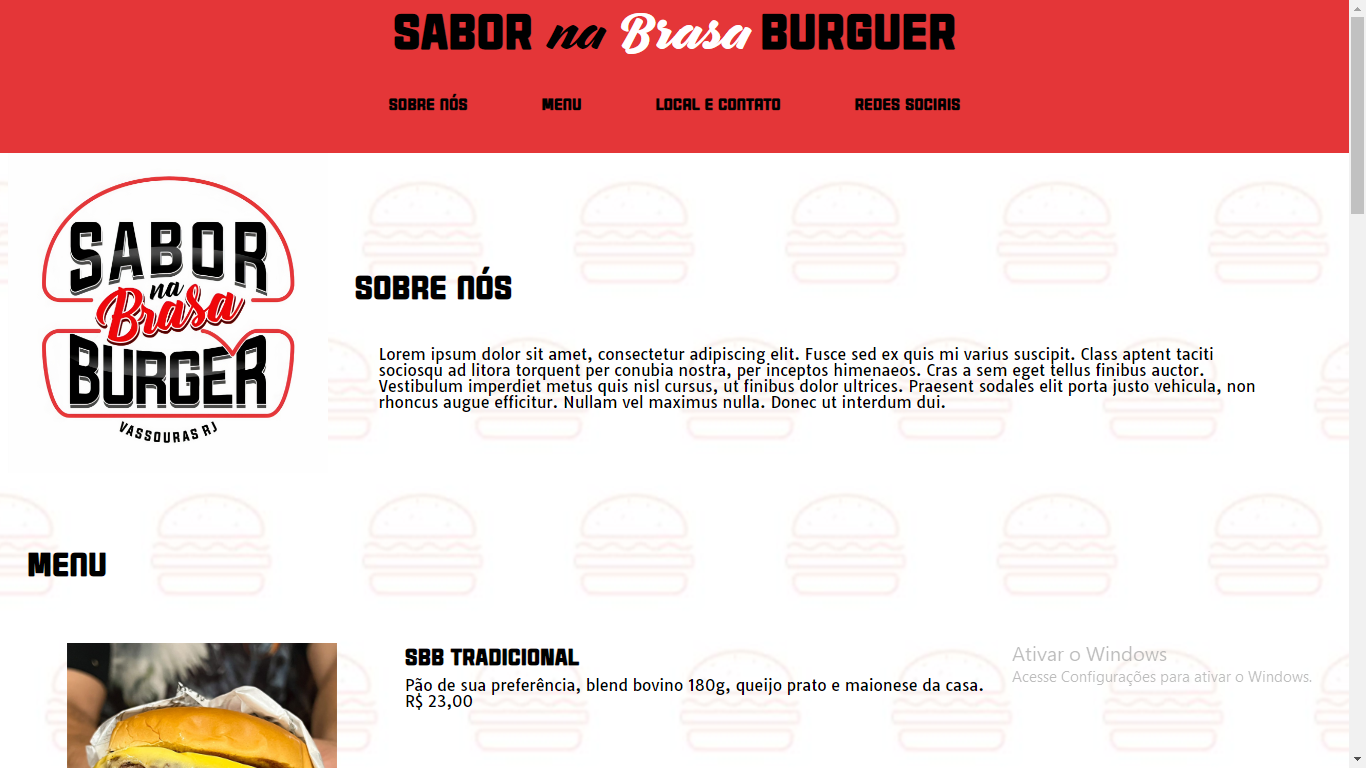 SABOR na Brasa BURGUER
SOBRE NÓS MENU LOCAL E CONTATO REDES SOCIAIS
SABOR
na
Brasa
BURGER
VASSOURAS RJ
SOBRE NÓS
Lorem ipsum dolor sit amet, consectetur adipiscing elit. Fusce sed ex quis mi varius suscipit. Class aptent taciti
sociosqu ad litora torquent per conubia nostra, per inceptos himenaeos. Cras a sem eget tellus finibus auctor.
Vestibulum imperdiet metus quis nisl cursus, ut finibus dolor ultrices. Praesent sodales elit porta justo vehicula, non
rhoncus augue efficitur. Nullam vel maximus nulla. Donec ut interdum dui.
MENU
SBB TRADICIONAL
Pão de sua preferência, blend bovino 180g, queijo prato e maionese da casa.
R$ 23,00
Ativar o Windows
Acesse Configurações para ativar o Windows.